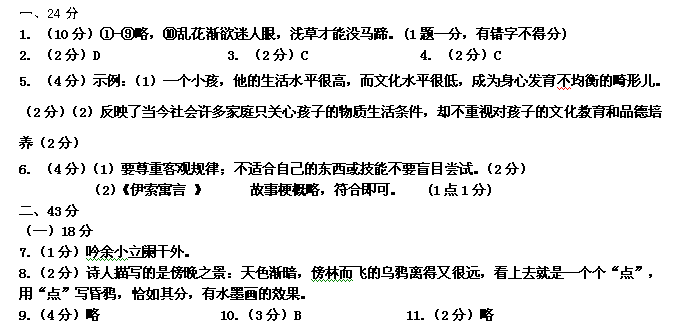 一、24 分
1. （10 分）①-⑨略，⑩乱花渐欲迷人眼，浅草才能没马蹄。（1 题一分，有错字不得分）
2. （2 分）D 3. （2 分）C 4. （2 分）C
5. （4 分）示例：（1）一个小孩，他的生活水平很高，而文化水平很低，成为身心发育不均衡的畸形儿。
（2 分）（2）反映了当今社会许多家庭只关心孩子的物质生活条件，却不重视对孩子的文化教育和品德培
养（2 分）
6. （4 分）（1）要尊重客观规律；不适合自己的东西或技能不要盲目尝试。（2 分）
（2）《伊索寓言 》 故事梗概略，符合即可。 （1 点 1 分）
二、43 分
（一）18 分
7.（1 分）吟余小立阑干外。
8.（2 分）诗人描写的是傍晚之景：天色渐暗，傍林而飞的乌鸦离得又很远，看上去就是一个个“点”，
用“点”写昏鸦，恰如其分，有水墨画的效果。
9.（4 分）略 10.（3 分）B 11.（2 分）略